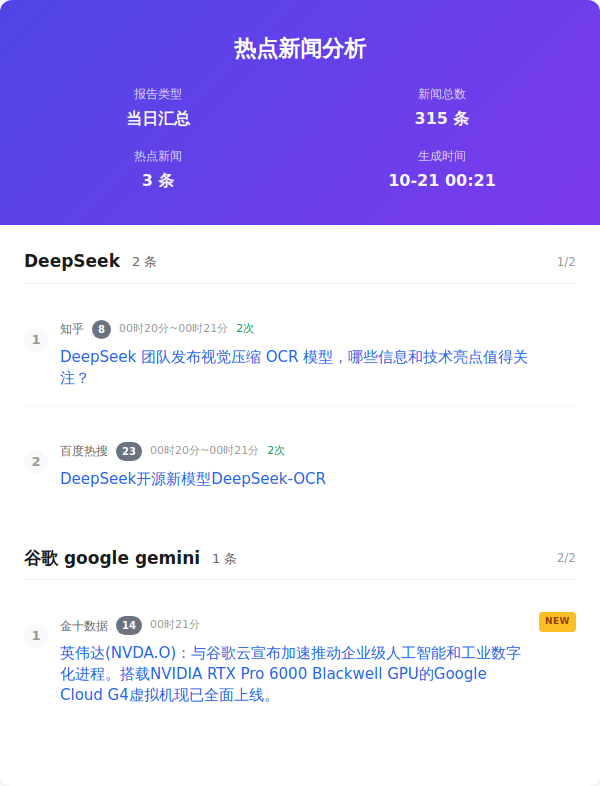 热点新闻分析
报告类型 新闻总数
当日汇总 315 条
热点新闻 生成时间
3 条 10-21 00:21
DeepSeek 2 条 1/2
1 知乎 8 00时20分~00时21分 2次
DeepSeek 团队发布视觉压缩 OCR 模型，哪些信息和技术亮点值得关
注？
2 百度热搜 23 00时20分~00时21分 2次
DeepSeek开源新模型DeepSeek-OCR
谷歌 google gemini 1 条 2/2
1 金十数据 14 00时21分 NEW
英伟达(NVDA.O)：与谷歌云宣布加速推动企业级人工智能和工业数字
化进程。搭载NVIDIA RTX Pro 6000 Blackwell GPU的Google
Cloud G4虚拟机现已全面上线。